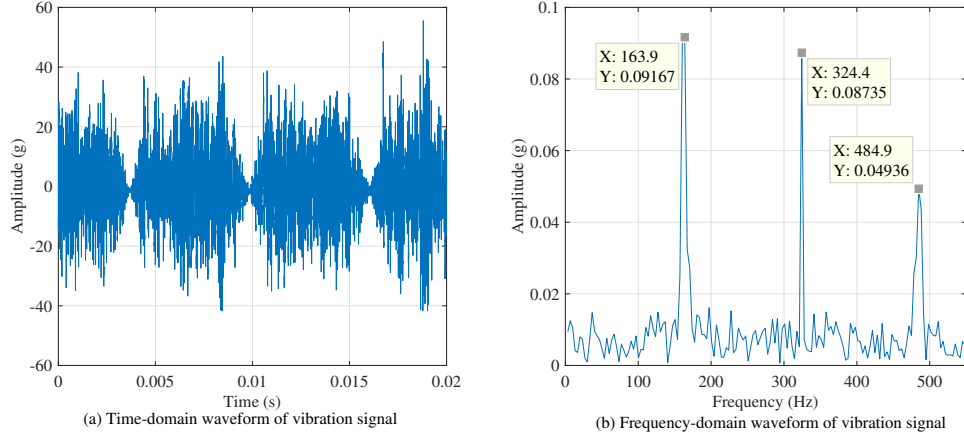 60
40
20
0
-20
-40
-60
Amplitude (g)
0
0.005
0.01
0.015
0.02
Time (s)
(a) Time-domain waveform of vibration signal
0.1
0.08
0.06
0.04
0.02
0
Amplitude (g)
X: 163.9
Y: 0.09167
X: 324.4
Y: 0.08735
X: 484.9
Y: 0.04936
0
100
200
300
400
500
Frequency (Hz)
(b) Frequency-domain waveform of vibration signal